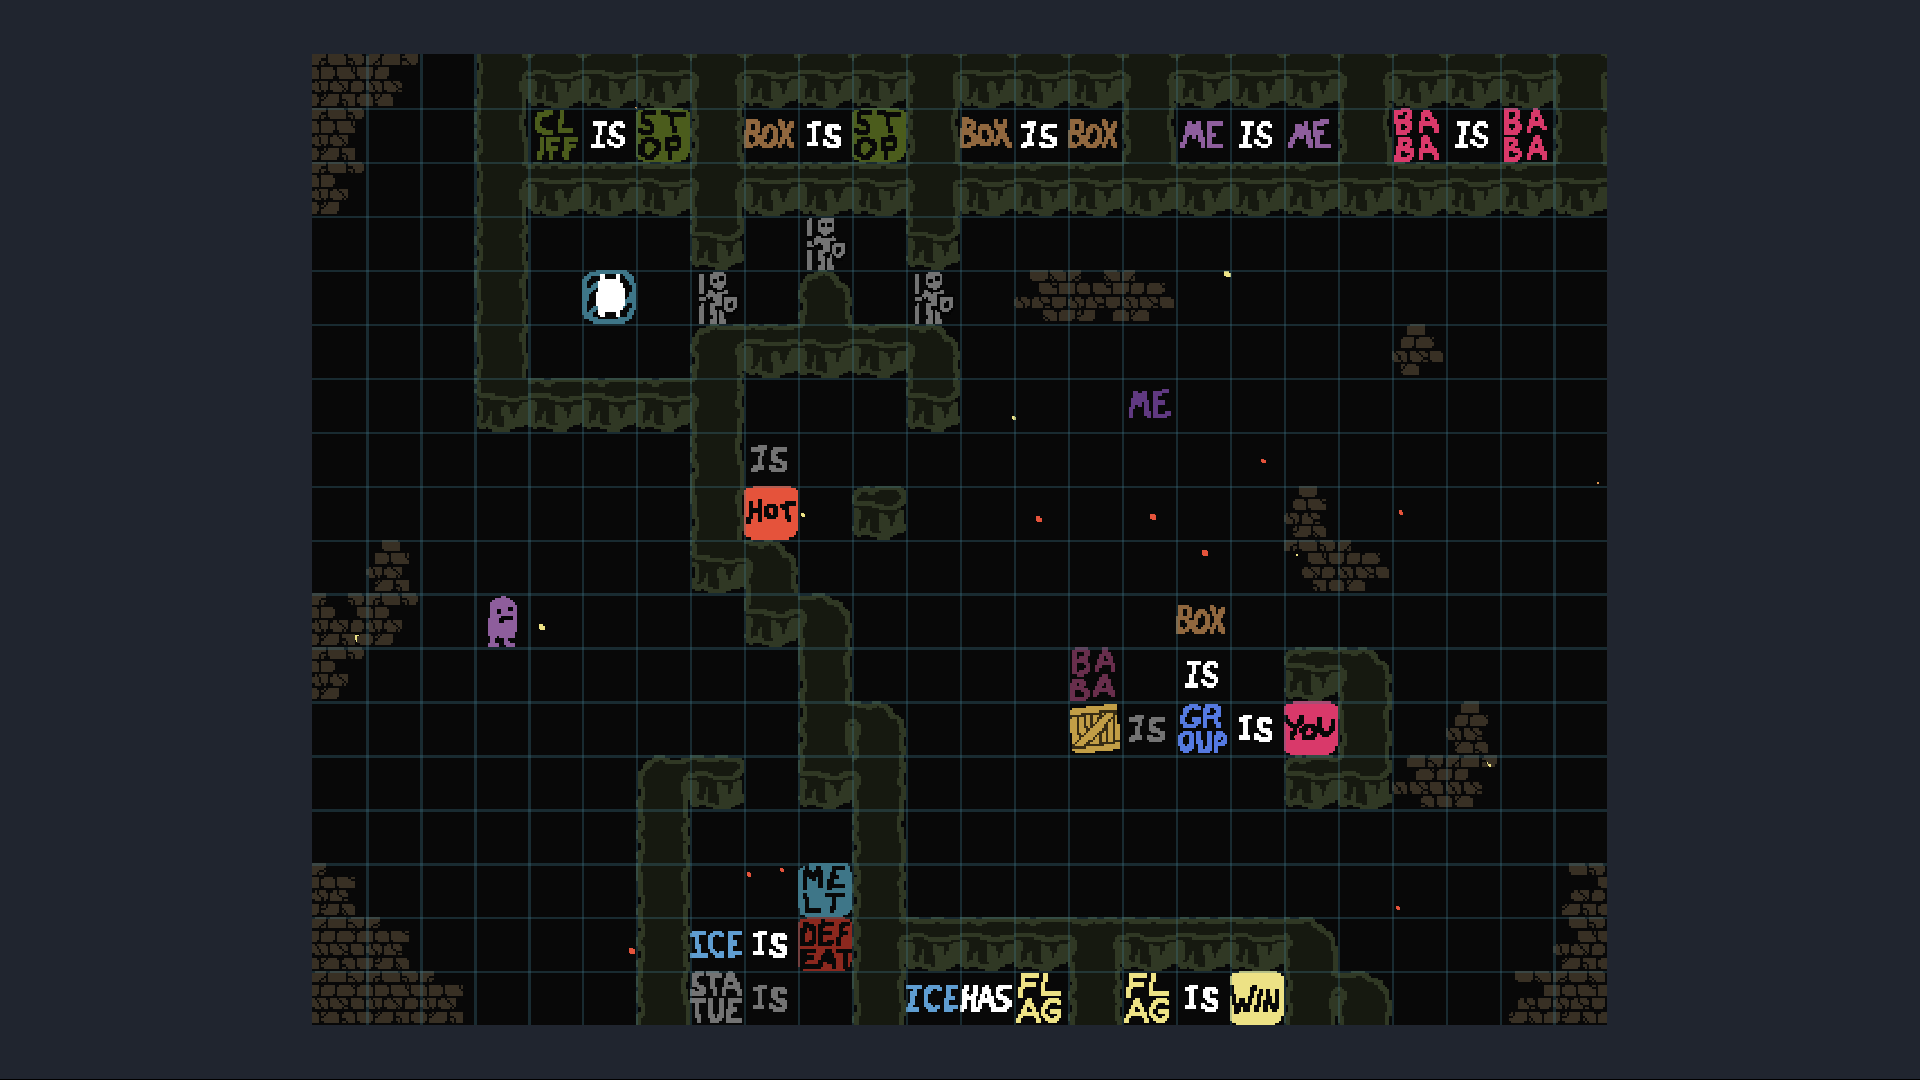 CLIFF IS STOP BOX IS STOP BOX IS BOX ME IS ME BABA IS BABA
ME
IS
HOT
BOX
BABA IS
IS GROUP IS YOU
MELT
ICE IS DEFEAT
STATUE IS ICE HAS FLAG FLAG IS WIN